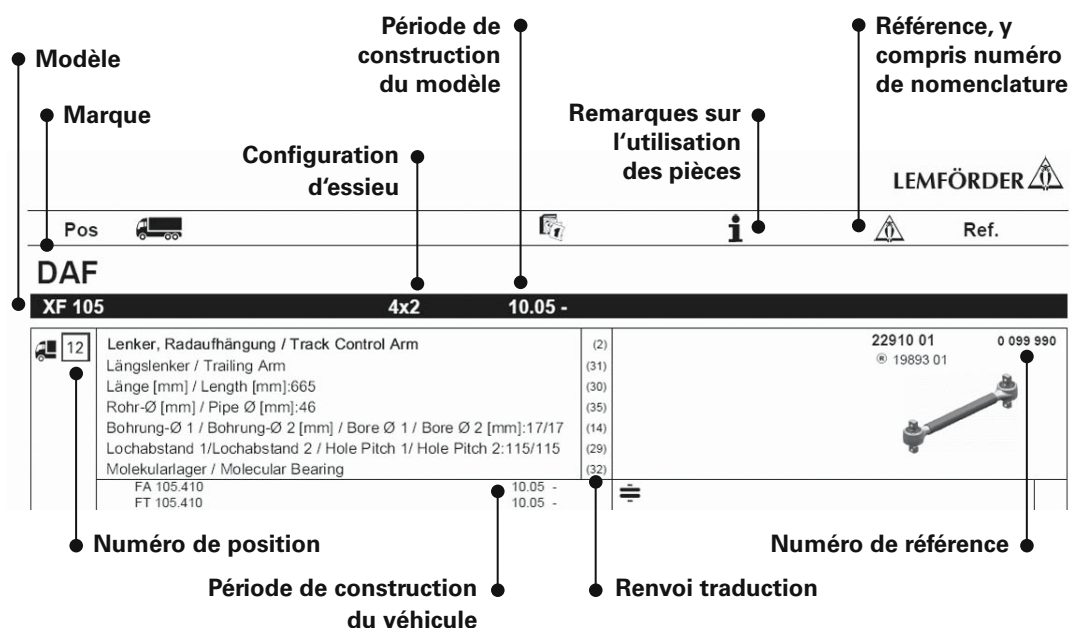 Période de
construction
du modèle
Référence, y
compris numéro
de nomenclature
Modèle
Marque
Remarques sur
l‘utilisation
des pièces
Configuration
d‘essieu
LEMFÖRDER
Pos
Ref.
DAF
XF 105 4x2 10.05 -
12
Lenker, Radaufhängung / Track Control Arm (2)
22910 01 0 099 990
Längslenker / Trailing Arm (31)
® 19893 01
Länge [mm] / Length [mm]:665 (30)
Rohr-Ø [mm] / Pipe Ø [mm]:46 (35)
Bohrung-Ø 1 / Bohrung-Ø 2 [mm] / Bore Ø 1 / Bore Ø 2 [mm]:17/17 (14)
Lochabstand 1/Lochabstand 2 / Hole Pitch 1/ Hole Pitch 2:115/115 (29)
Molekularlager / Molecular Bearing (32)
FA 105.410 10.05 -
FT 105.410 10.05 -
Numéro de position
Numéro de référence
Période de construction
du véhicule
Renvoi traduction